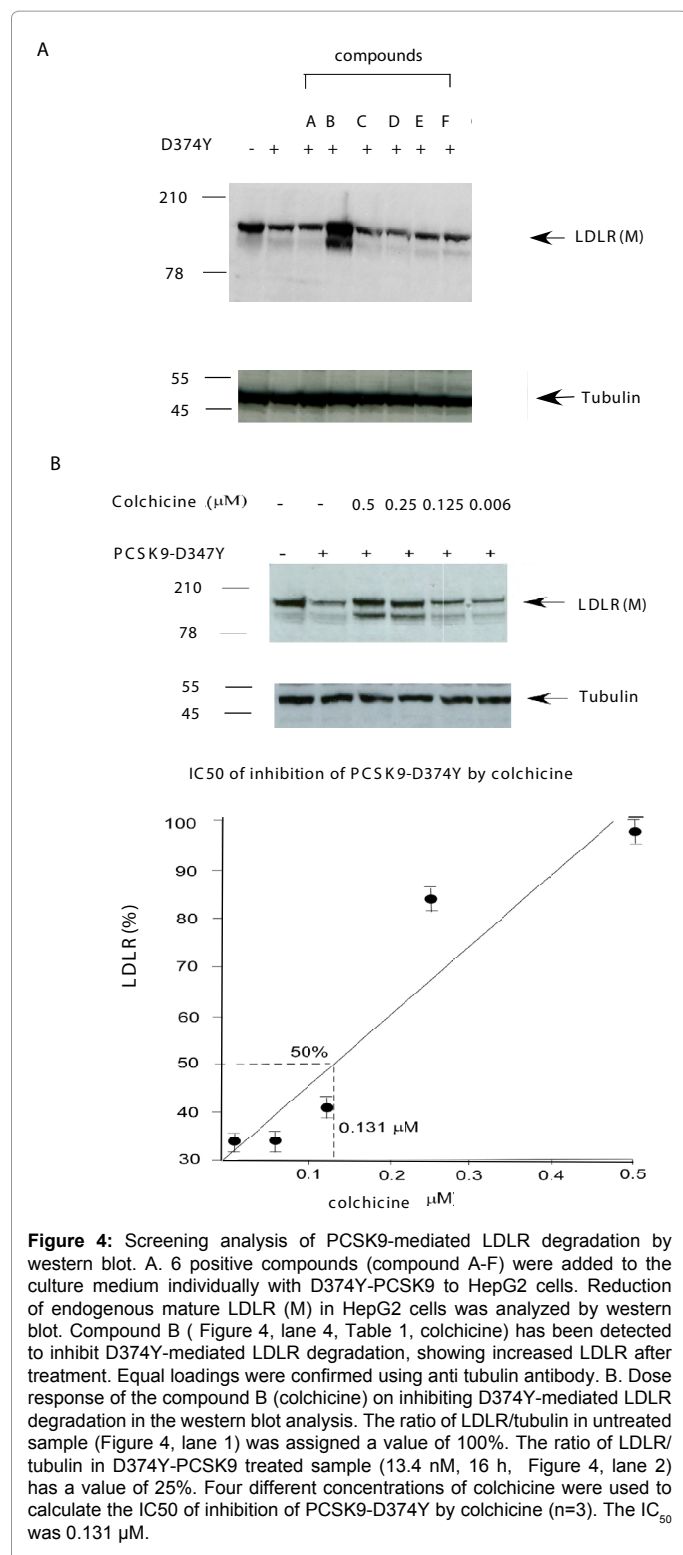 A
compounds
A B C D E F
D374Y - + + + + + + +
210
LDLR (M)
78
55
Tubulin
45
B
Colchicine (μM) - - 0.5 0.25 0.125 0.006
PCSK9-D347Y - + + + + +
210
LDLR (M)
78
55
Tubulin
45
IC50 of inhibition of PCSK9-D374Y by colchicine
100
90
80
LDLR (%)
70
60
50%
50
40
0.131 μM
30
0.1 0.2 0.3 0.4 0.5
colchicine μM
Figure 4: Screening analysis of PCSK9-mediated LDLR degradation by
western blot. A. 6 positive compounds (compound A-F) were added to the
culture medium individually with D374Y-PCSK9 to HepG2 cells. Reduction
of endogenous mature LDLR (M) in HepG2 cells was analyzed by western
blot. Compound B ( Figure 4, lane 4, Table 1, colchicine) has been detected
to inhibit D374Y-mediated LDLR degradation, showing increased LDLR after
treatment. Equal loadings were confirmed using anti tubulin antibody. B. Dose
response of the compound B (colchicine) on inhibiting D374Y-mediated LDLR
degradation in the western blot analysis. The ratio of LDLR/tubulin in untreated
sample (Figure 4, lane 1) was assigned a value of 100%. The ratio of LDLR/
tubulin in D374Y-PCSK9 treated sample (13.4 nM, 16 h, Figure 4, lane 2)
has a value of 25%. Four different concentrations of colchicine were used to
calculate the IC50 of inhibition of PCSK9-D374Y by colchicine (n=3). The IC50
was 0.131 μM.